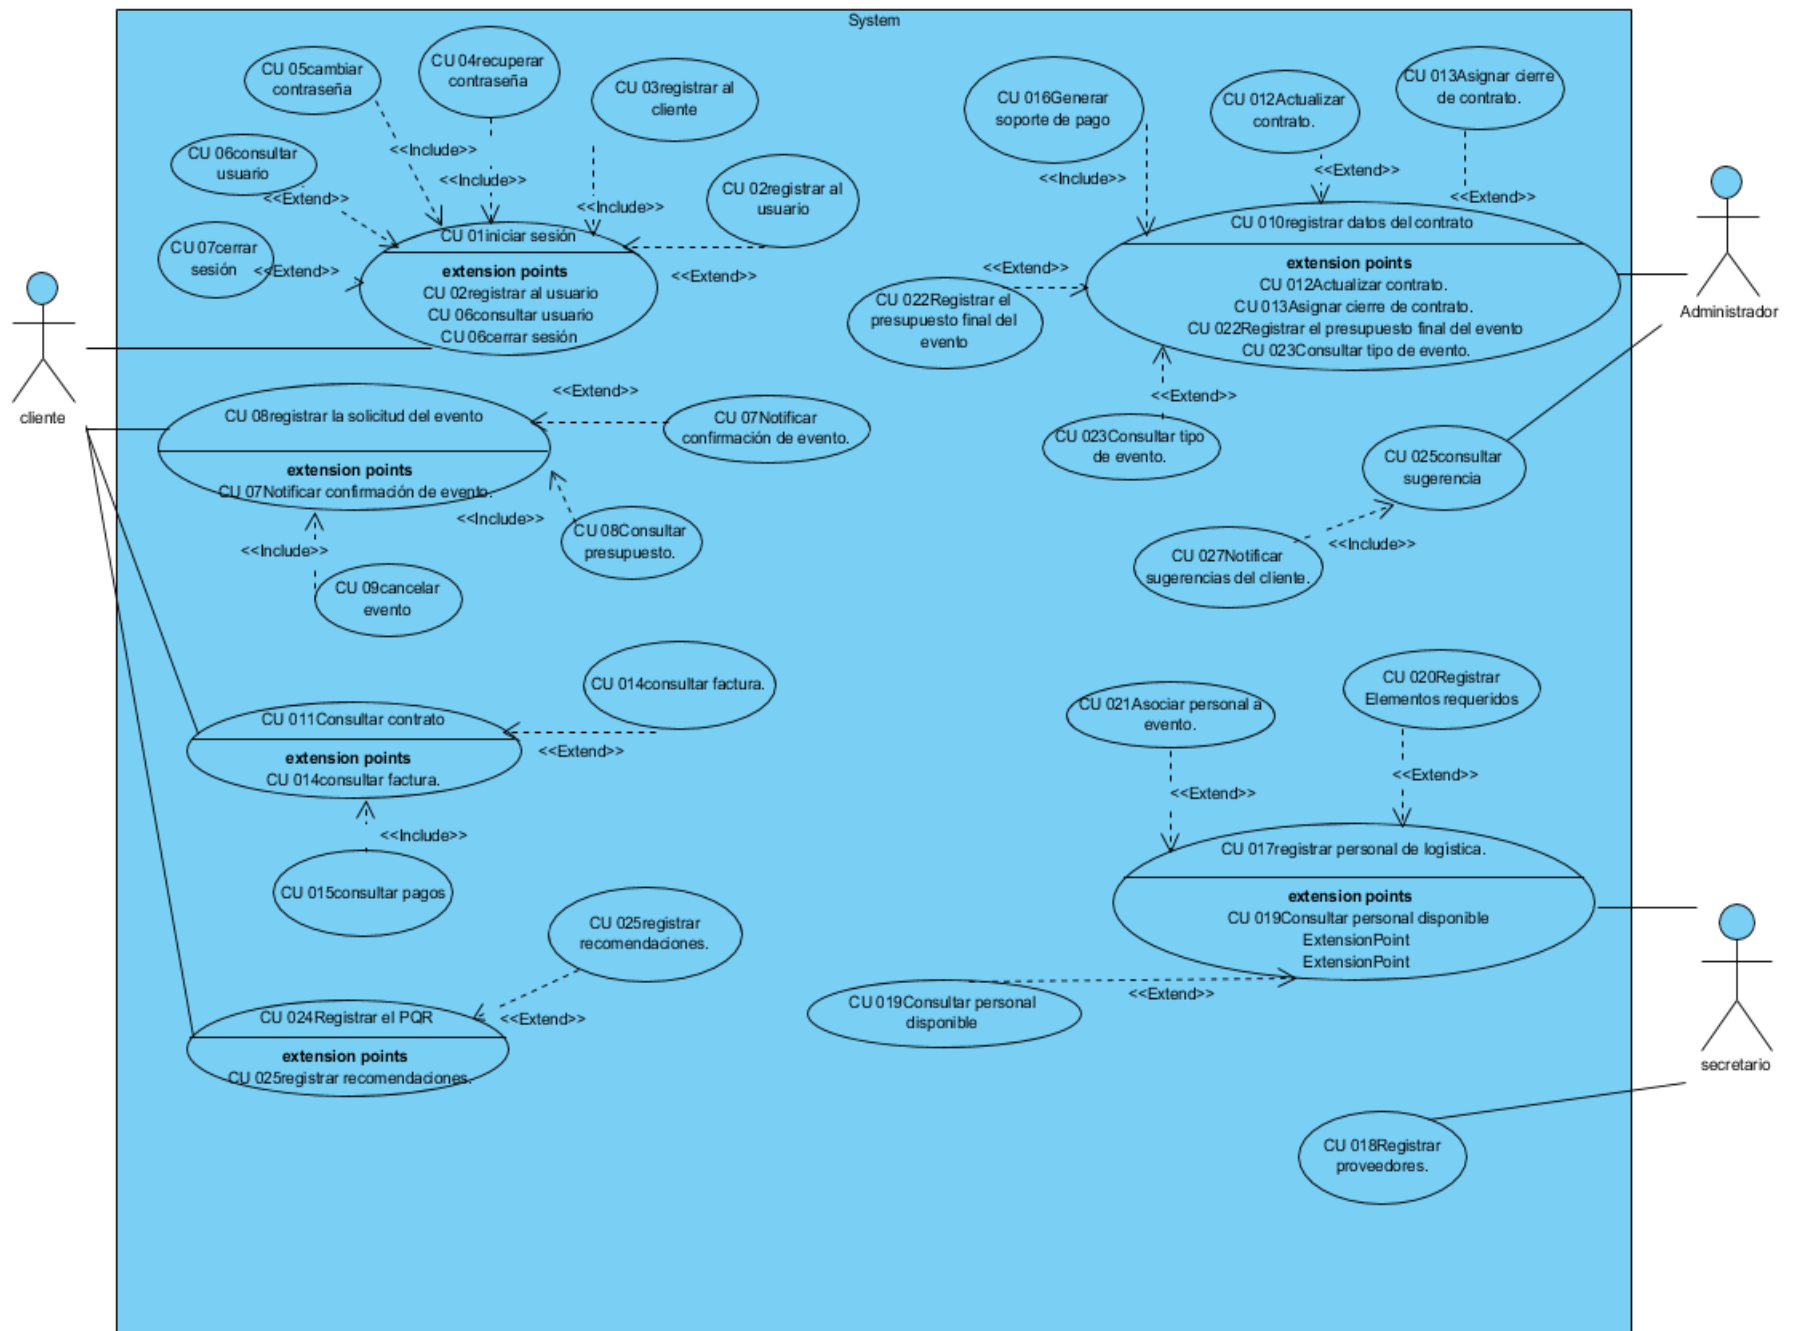 System
CU 05cambiar
contraseña
CU 04recuperar
contraseña
CU 03registrar al
cliente
CU 06consultar
usuario
CU 02registrar al
usuario
CU 07cerrar
sesión
<<Include>>
<<Include>>
<<Include>>
<<Extend>>
<<Extend>>
<<Extend>>
CU 01iniciar sesión
extension points
CU 02registrar al usuario
CU 06consultar usuario
CU 06cerrar sesión
cliente
CU 08registrar la solicitud del evento
extension points
CU 07Notificar confirmación de evento.
<<Extend>>
CU 07Notificar
confirmación de evento.
<<Include>>
CU 08Consultar
presupuesto.
<<Include>>
CU 09cancelar
evento
CU 014consultar factura.
<<Extend>>
CU 011Consultar contrato
extension points
CU 014consultar factura.
<<Include>>
CU 015consultar pagos
CU 025registrar
recomendaciones.
<<Extend>>
CU 024Registrar el PQR
extension points
CU 025registrar recomendaciones.
CU 016Generar
soporte de pago
CU 012Actualizar
contrato.
CU 013Asignar cierre
de contrato.
<<Include>>
<<Extend>>
<<Extend>>
CU 010registrar datos del contrato
extension points
CU 012Actualizar contrato.
CU 013Asignar cierre de contrato.
CU 022Registrar el presupuesto final del evento
CU 023Consultar tipo de evento.
<<Extend>>
CU 022Registrar el
presupuesto final del
evento
<<Extend>>
CU 023Consultar tipo
de evento.
Administrador
CU 025consultar
sugerencia
<<Include>>
CU 027Notificar
sugerencias del cliente.
CU 021Asociar personal a
evento.
CU 020Registrar
Elementos requeridos
<<Extend>>
<<Extend>>
CU 017registrar personal de logística.
extension points
CU 019Consultar personal disponible
ExtensionPoint
ExtensionPoint
<<Extend>>
CU 019Consultar personal
disponible
secretario
CU 018Registrar
proveedores.